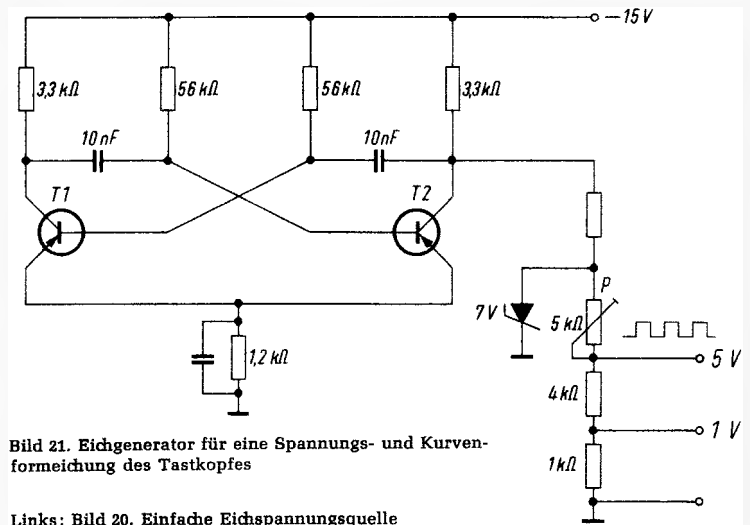 —15V
3,3 kΩ
56 kΩ
56 kΩ
3,3 kΩ
10 nF
10 nF
T1
T2
P
7V
5 kΩ
5 V
1,2 kΩ
4 kΩ
1 V
1 kΩ
Bild 21. Eichgenerator für eine Spannungs- und Kurven-
formeichung des Tastkopfes
Links: Bild 20. Einfache Eichspannungsquelle